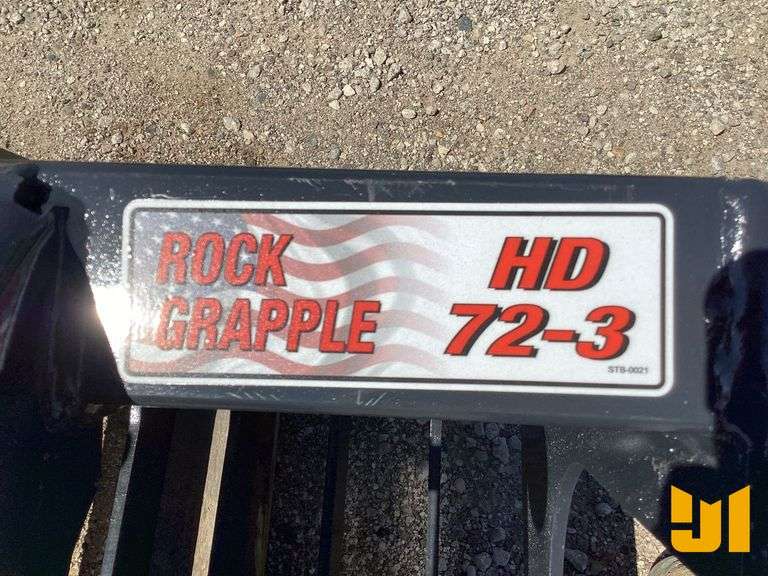 ROCK
GRAPPLE
HD
72-3
STB-0021